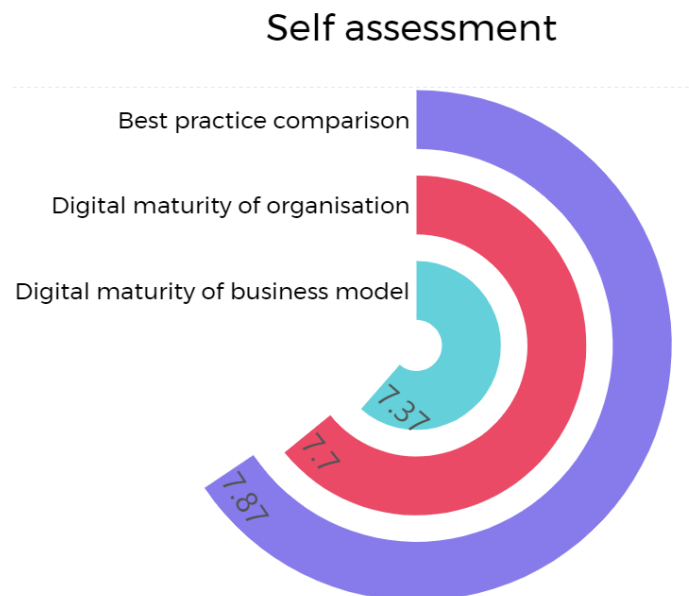 Self assessment
Best practice comparison
Digital maturity of organisation
Digital maturity of business model
7.37
7.7
7.87